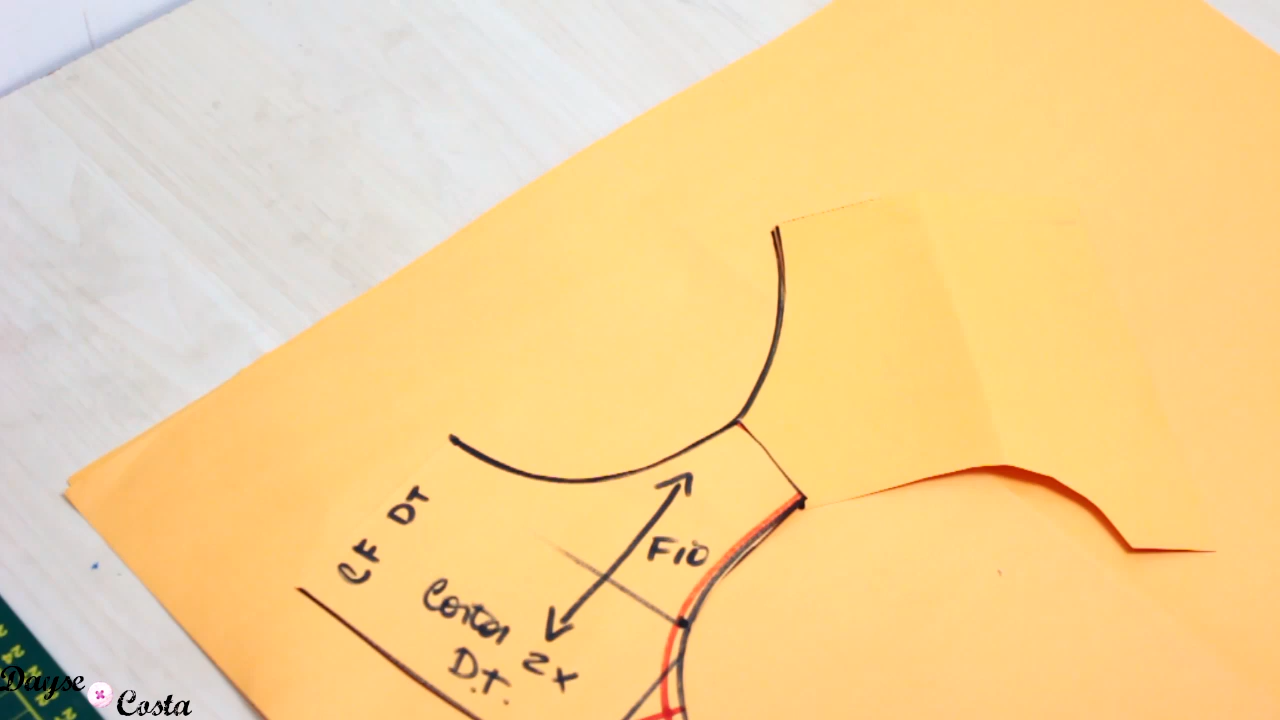 CF DT
FIO
Cortar 2x
D.T.
Dayse
Costa